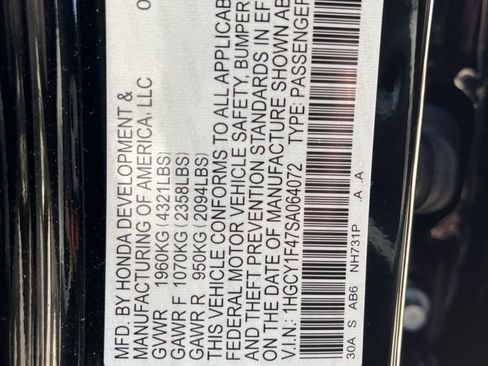 MFD. BY HONDA DEVELOPMENT & 0
MANUFACTURING OF AMERICA, LLC
GVWR 1960KG (4321LBS)
GAWR F 1070KG (2358LBS)
GAWR R 950KG (2094LBS)
THIS VEHICLE CONFORMS TO ALL APPLICAB
FEDERAL MOTOR VEHICLE SAFETY, BUMPER
AND THEFT PREVENTION STANDARDS IN EF
ON THE DATE OF MANUFACTURE SHOWN AB
V.I.N.: 1HGCY1F47SA064072 TYPE: PASSENGER
30A S AB6 NH731P A A